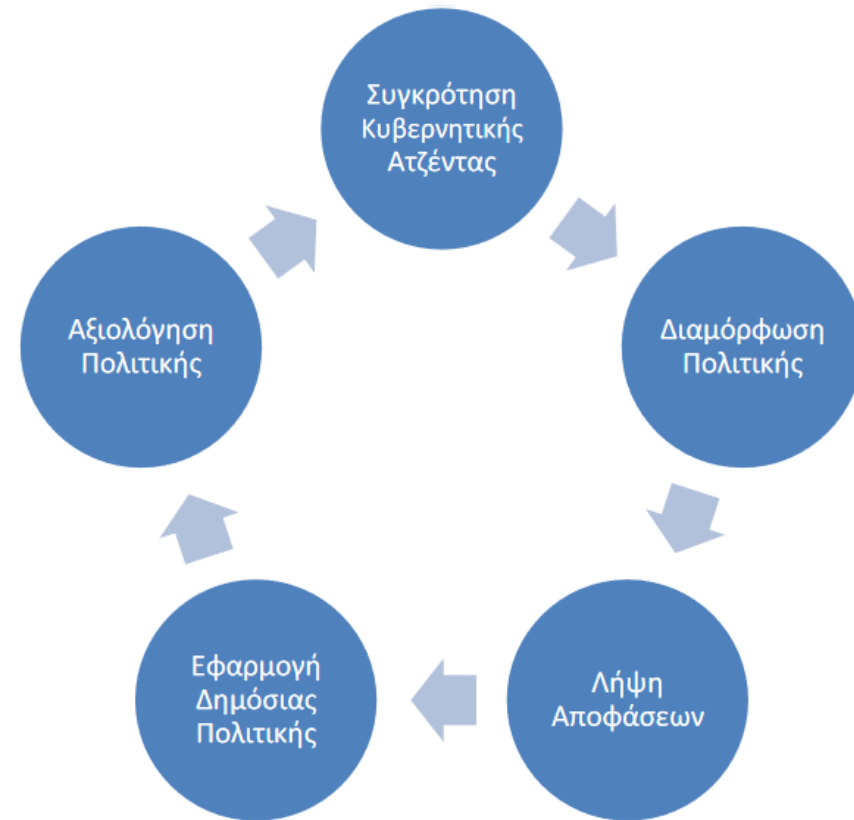 Συγκρότηση
Κυβερνητικής
Ατζέντας
Διαμόρφωση
Πολιτικής
Λήψη
Αποφάσεων
Εφαρμογή
Δημόσιας
Πολιτικής
Αξιολόγηση
Πολιτικής